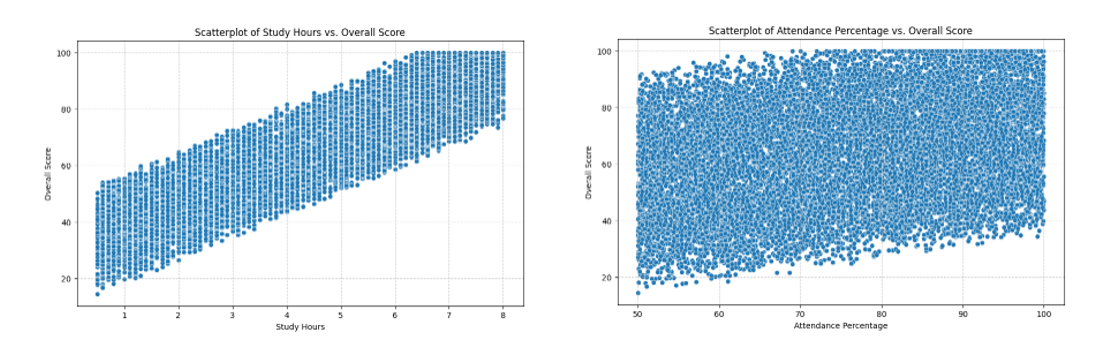 Scatterplot of Study Hours vs. Overall Score
100
80
60
40
20
Overall Score
1 2 3 4 5 6 7 8
Study Hours
Scatterplot of Attendance Percentage vs. Overall Score
100
80
60
40
20
Overall Score
50 60 70 80 90 100
Attendance Percentage